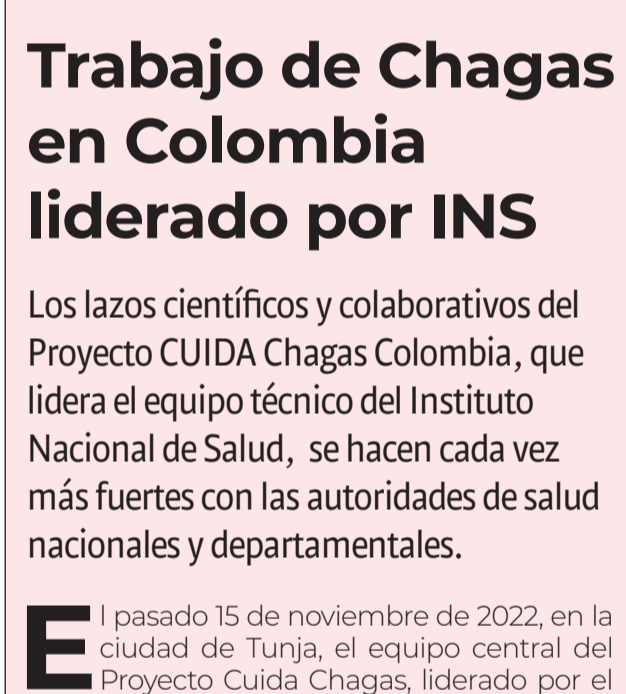 Trabajo de Chagas
en Colombia
liderado por INS
Los lazos científicos y colaborativos del
Proyecto CUIDA Chagas Colombia, que
lidera el equipo técnico del Instituto
Nacional de Salud,  se hacen cada vez
más fuertes con las autoridades de salud
nacionales y departamentales.
El pasado 15 de noviembre de 2022, en la
ciudad de Tunja, el equipo central del
Proyecto Cuida Chagas, liderado por el